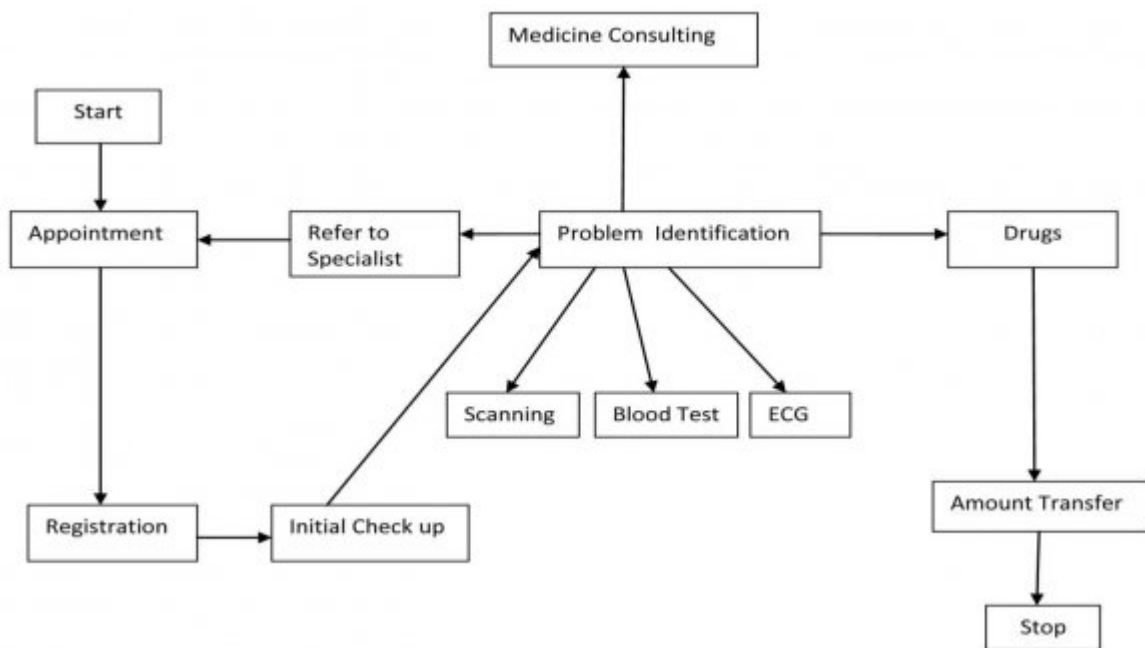 Medicine Consulting
Start
Appointment
Refer to
Specialist
Problem Identification
Drugs
Scanning
Blood Test
ECG
Registration
Initial Check up
Amount Transfer
Stop